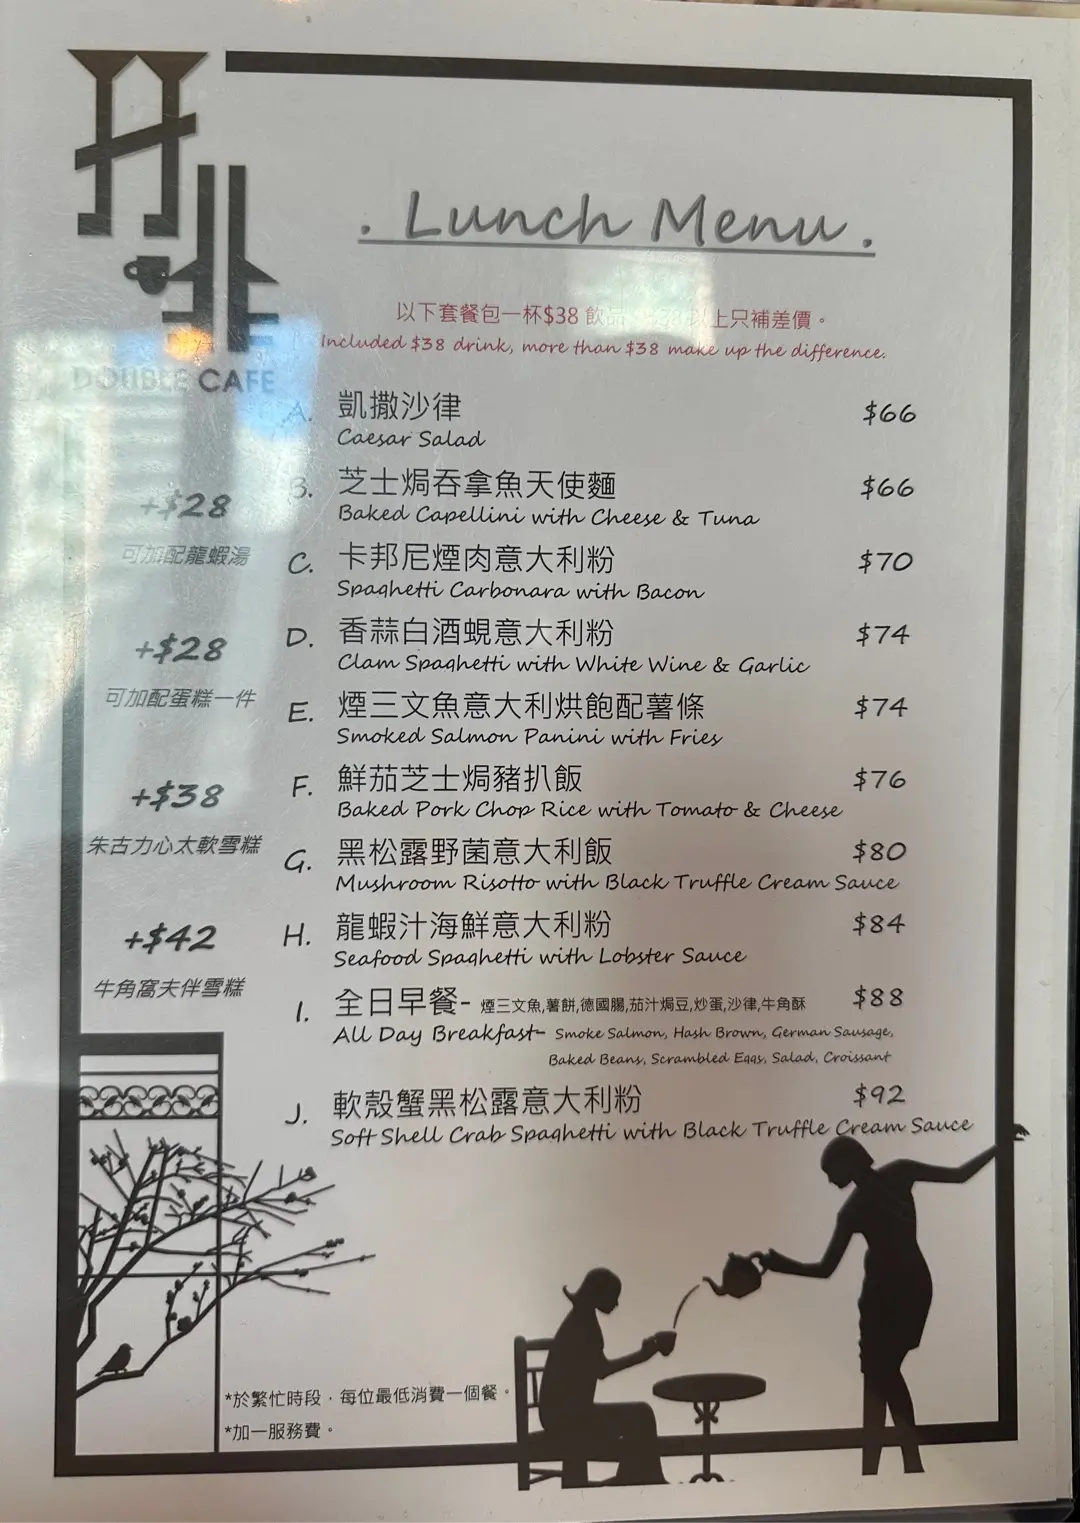 . Lunch Menu .
以下套餐包一杯$38 飲品 $38 以上只補差價。
Included $38 drink, more than $38 make up the difference.
DOUBLE CAFE
A. 凱撒沙律 $66
Caesar Salad
B. 芝士焗吞拿魚天使麵 $66
Baked Capellini with Cheese & Tuna
+$28
可加配龍蝦湯
C. 卡邦尼煙肉意大利粉 $70
Spaghetti Carbonara with Bacon
D. 香蒜白酒蜆意大利粉 $74
Clam Spaghetti with White Wine & Garlic
+$28
可加配蛋糕一件
E. 煙三文魚意大利烘飽配薯條 $74
Smoked Salmon Panini with Fries
F. 鮮茄芝士焗豬扒飯 $76
Baked Pork Chop Rice with Tomato & Cheese
+$38
朱古力心太軟雪糕
G. 黑松露野菌意大利飯 $80
Mushroom Risotto with Black Truffle Cream Sauce
H. 龍蝦汁海鮮意大利粉 $84
Seafood Spaghetti with Lobster Sauce
+$42
牛角窩夫伴雪糕
I. 全日早餐- 煙三文魚,薯餅,德國腸,茄汁焗豆,炒蛋,沙律,牛角酥 $88
All Day Breakfast- Smoke Salmon, Hash Brown, German Sausage,
Baked Beans, Scrambled Eggs, Salad, Croissant
J. 軟殼蟹黑松露意大利粉 $92
Soft Shell Crab Spaghetti with Black Truffle Cream Sauce
*於繁忙時段，每位最低消費一個餐。
*加一服務費。